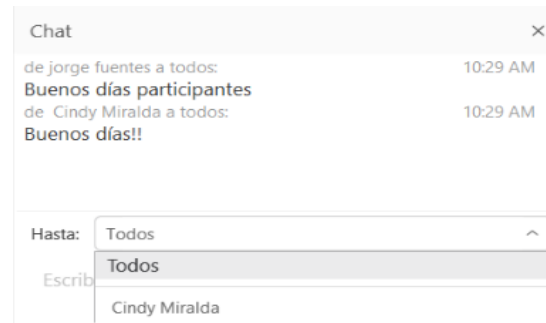 Chat ×
de jorge fuentes a todos: 10:29 AM
Buenos días participantes
de Cindy Miralda a todos: 10:29 AM
Buenos días!!
Hasta: Todos
Todos
Escrib
Cindy Miralda